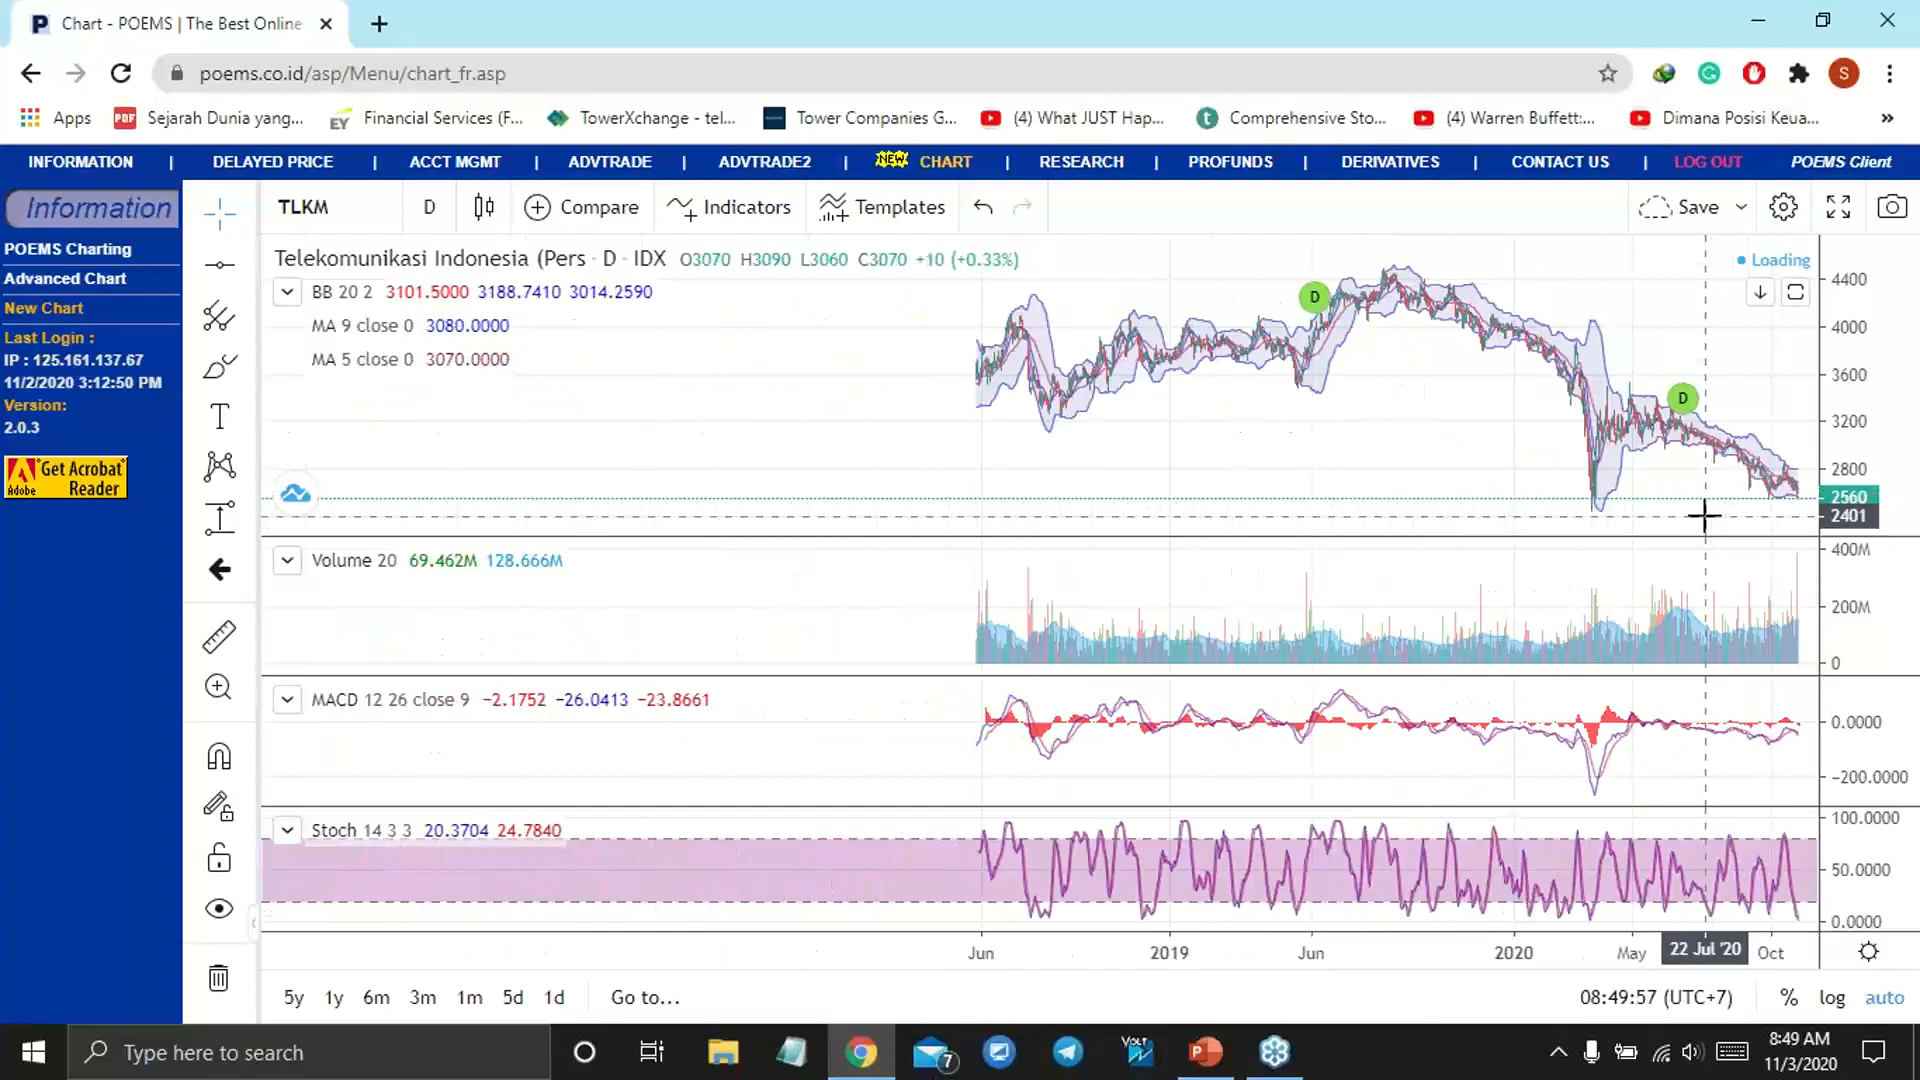 Chart - POEMS | The Best Online
poems.co.id/asp/Menu/chart_fr.asp
S
Apps
PDF
Sejarah Dunia yang...
EY
Financial Services (F...
TowerXchange - tel...
Tower Companies G...
(4) What JUST Hap...
Comprehensive Sto...
(4) Warren Buffett:...
Dimana Posisi Keua...
INFORMATION | DELAYED PRICE | ACCT MGMT | ADVTRADE | ADVTRADE2 | NEW CHART | RESEARCH | PROFUNDS | DERIVATIVES | CONTACT US | LOG OUT POEMS Client
Information
POEMS Charting
Advanced Chart
New Chart
Last Login :
IP : 125.161.137.67
11/2/2020 3:12:50 PM
Version:
2.0.3
Get Acrobat
Adobe Reader
TLKM D Compare Indicators Templates Save
Telekomunikasi Indonesia (Pers · D · IDX O3070 H3090 L3060 C3070 +10 (+0.33%)
Loading
BB 20 2 3101.5000 3188.7410 3014.2590
MA 9 close 0 3080.0000
MA 5 close 0 3070.0000
D
D
4400
4000
3600
3200
2800
2560
2401
Volume 20 69.462M 128.666M
400M
200M
0
MACD 12 26 close 9 −2.1752 −26.0413 −23.8661
0.0000
−200.0000
Stoch 14 3 3 20.3704 24.7840
100.0000
50.0000
0.0000
Jun 2019 Jun 2020 May 22 Jul '20 Oct
5y 1y 6m 3m 1m 5d 1d Go to...
08:49:57 (UTC+7) % log auto
Type here to search
7
VOLT
8:49 AM
11/3/2020